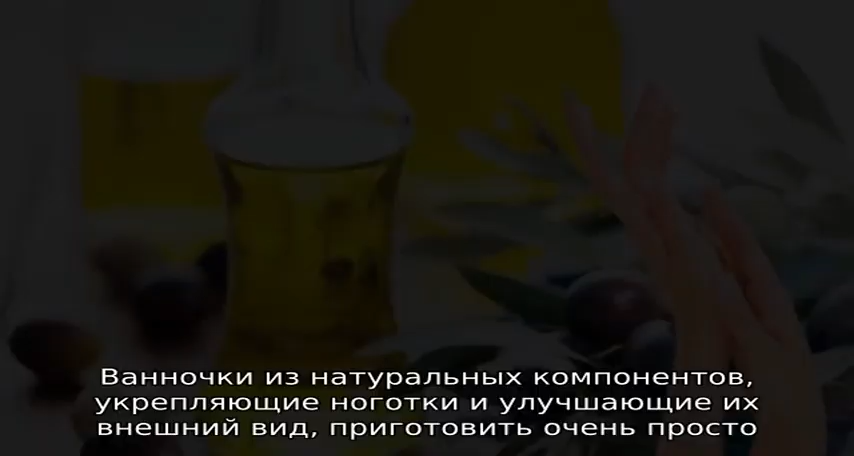 Ванночки из натуральных компонентов,
укрепляющие ноготки и улучшающие их
внешний вид, приготовить очень просто